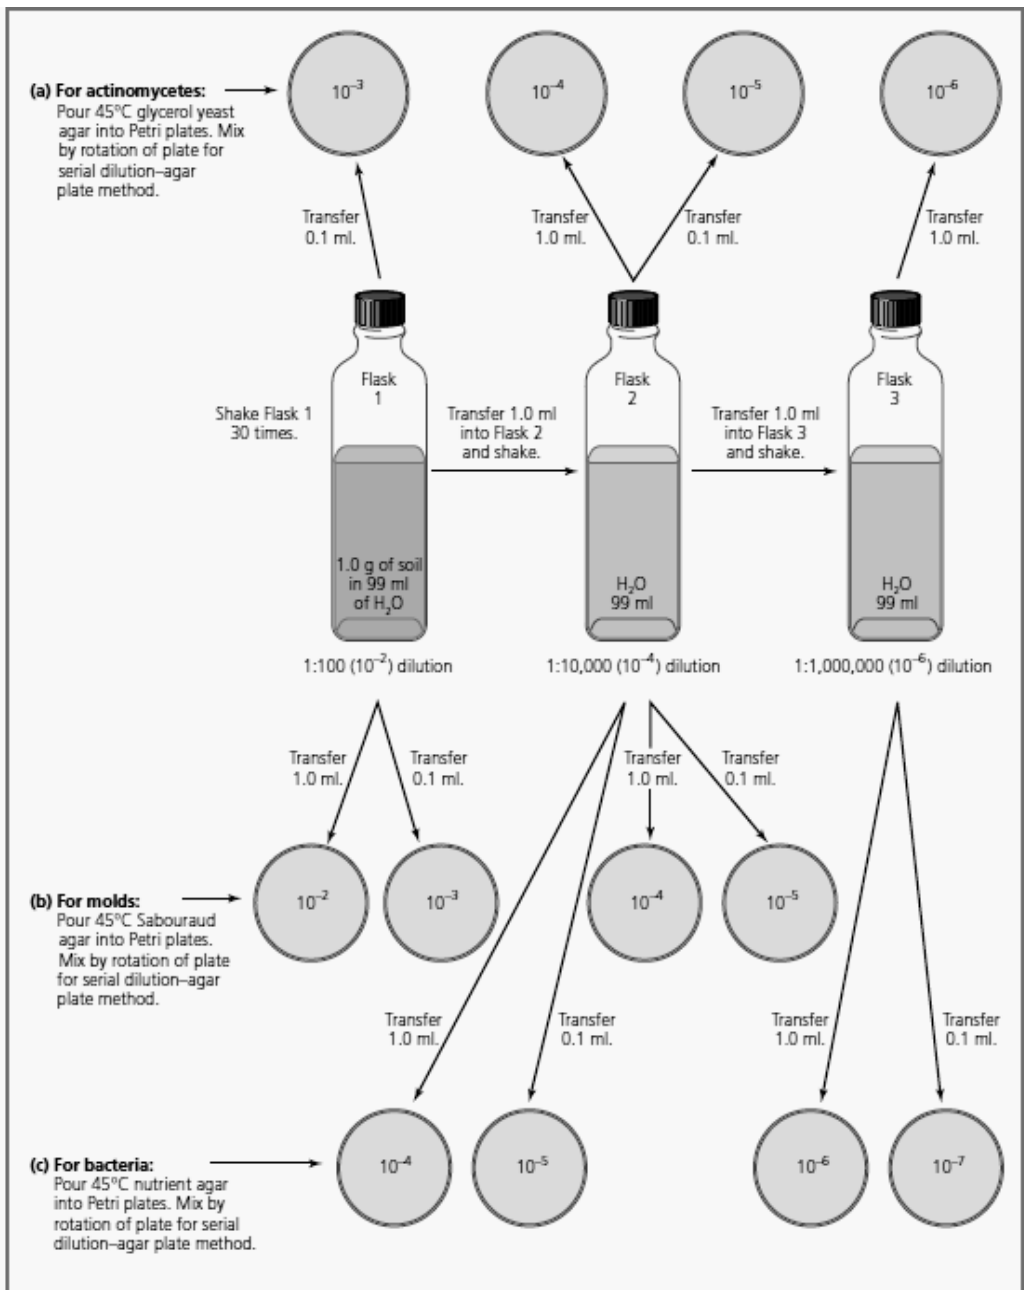 (a) For actinomycetes:
Pour 45°C glycerol yeast
agar into Petri plates. Mix
by rotation of plate for
serial dilution–agar
plate method.
10⁻³
10⁻⁴
10⁻⁵
10⁻⁶
Transfer
0.1 ml.
Transfer
1.0 ml.
Transfer
0.1 ml.
Transfer
1.0 ml.
Shake Flask 1
30 times.
Flask
1
Transfer 1.0 ml
into Flask 2
and shake.
Flask
2
Transfer 1.0 ml
into Flask 3
and shake.
Flask
3
1.0 g of soil
in 99 ml
of H₂O
H₂O
99 ml
H₂O
99 ml
1:100 (10⁻²) dilution
1:10,000 (10⁻⁴) dilution
1:1,000,000 (10⁻⁶) dilution
Transfer
1.0 ml.
Transfer
0.1 ml.
Transfer
1.0 ml.
Transfer
0.1 ml.
(b) For molds:
Pour 45°C Sabouraud
agar into Petri plates.
Mix by rotation of plate
for serial dilution–agar
plate method.
10⁻²
10⁻³
10⁻⁴
10⁻⁵
Transfer
1.0 ml.
Transfer
0.1 ml.
Transfer
1.0 ml.
Transfer
0.1 ml.
(c) For bacteria:
Pour 45°C nutrient agar
into Petri plates. Mix by
rotation of plate for serial
dilution–agar plate method.
10⁻⁴
10⁻⁵
10⁻⁶
10⁻⁷